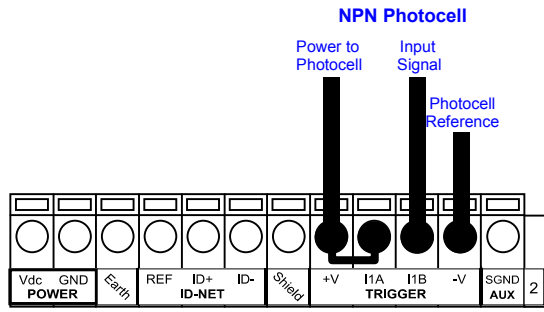 NPN Photocell
Power to Photocell
Input Signal
Photocell Reference
Vdc GND Earth REF ID+ ID- Shield +V I1A I1B -V SGND
POWER ID-NET TRIGGER AUX 2